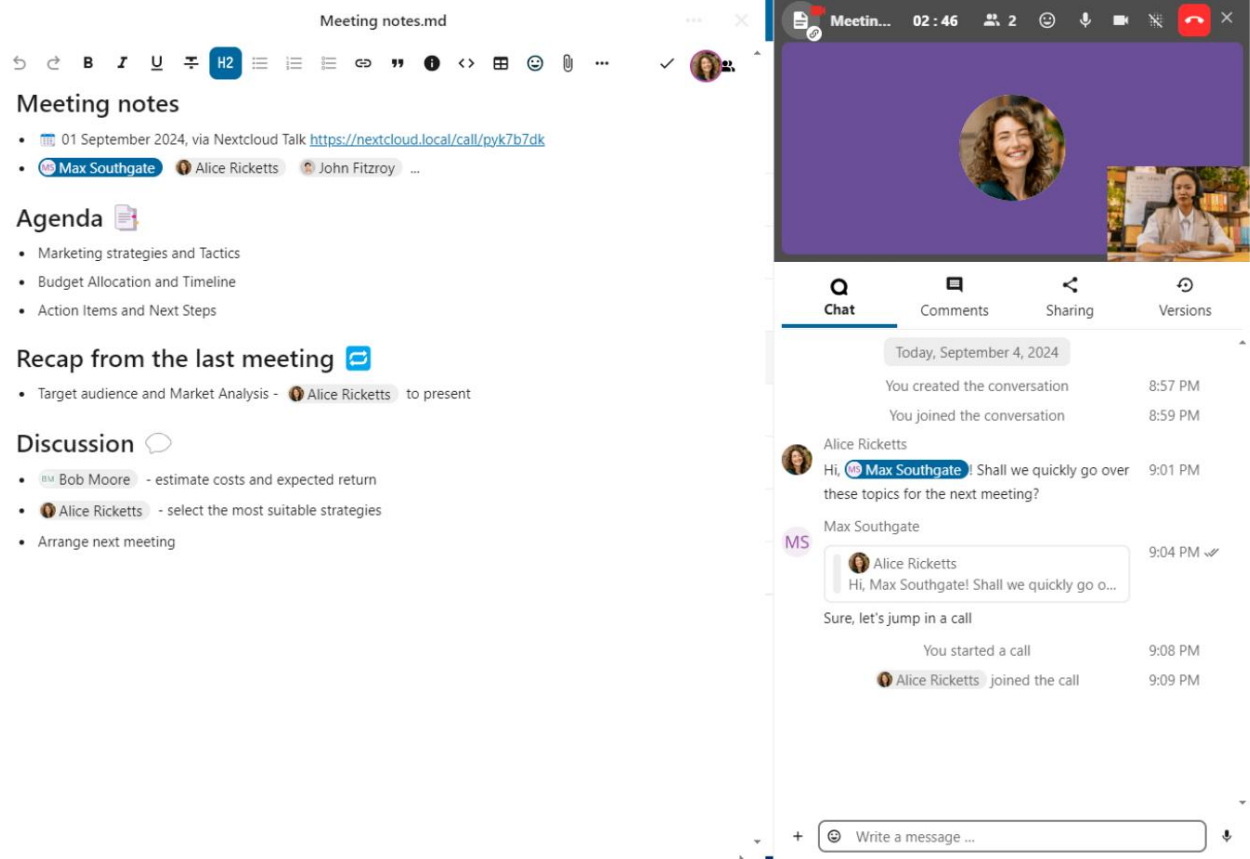 Meeting notes.md
B I U H2
Meeting notes
01 September 2024, via Nextcloud Talk https://nextcloud.local/call/pyk7b7dk
MS Max Southgate Alice Ricketts John Fitzroy ...
Agenda
Marketing strategies and Tactics
Budget Allocation and Timeline
Action Items and Next Steps
Recap from the last meeting
Target audience and Market Analysis - Alice Ricketts to present
Discussion
BM Bob Moore - estimate costs and expected return
Alice Ricketts - select the most suitable strategies
Arrange next meeting
Meetin... 02 : 46 2
Chat Comments Sharing Versions
Today, September 4, 2024
You created the conversation 8:57 PM
You joined the conversation 8:59 PM
Alice Ricketts
Hi, MS Max Southgate ! Shall we quickly go over 9:01 PM
these topics for the next meeting?
Max Southgate
MS
9:04 PM
Alice Ricketts
Hi, Max Southgate! Shall we quickly go o...
Sure, let's jump in a call
You started a call 9:08 PM
Alice Ricketts joined the call 9:09 PM
Write a message ...